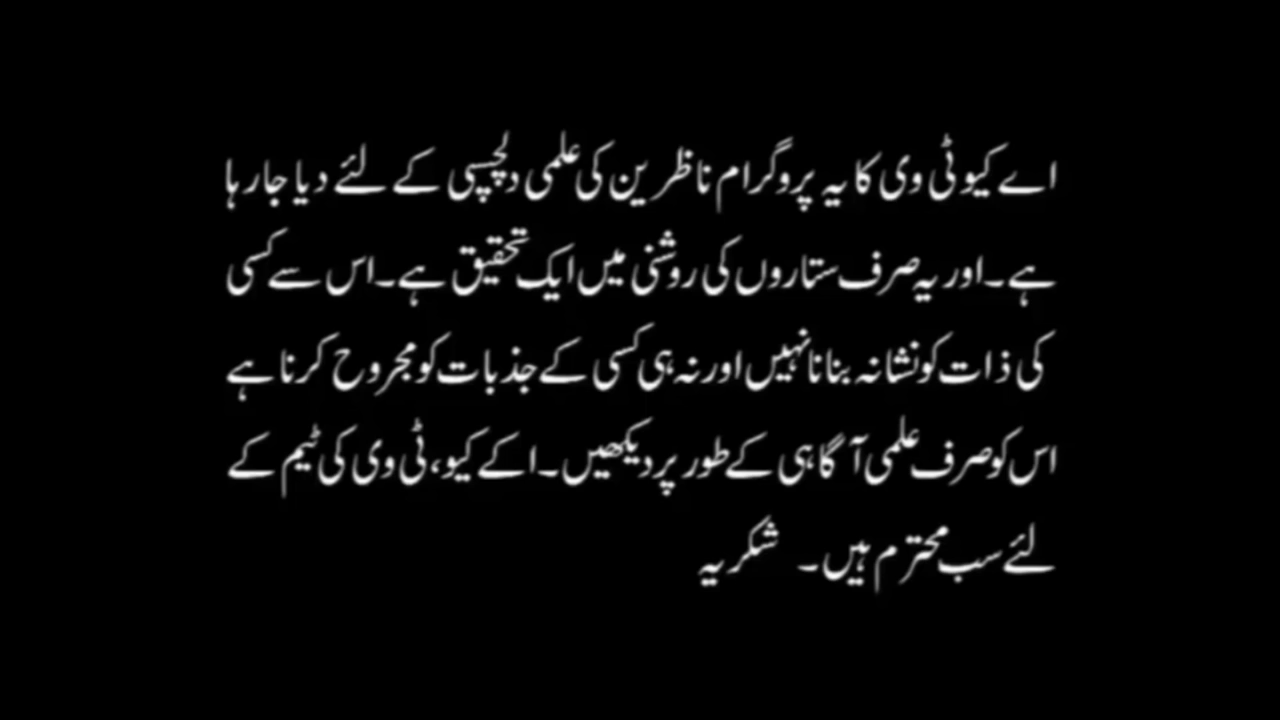 اے کیو ٹی وی کا یہ پروگرام ناظرین کی علمی دلچسپی کے لئے دیا جارہا
ہے۔ اور یہ صرف ستاروں کی روشنی میں ایک تحقیق ہے۔ اس سے کسی
کی ذات کو نشانہ بنانا نہیں اور نہ ہی کسی کے جذبات کو مجروح کرنا ہے
اس کو صرف علمی آگاہی کے طور پر دیکھیں۔ اکے کیو، ٹی وی کی ٹیم کے
لئے سب محترم ہیں۔ شکریہ